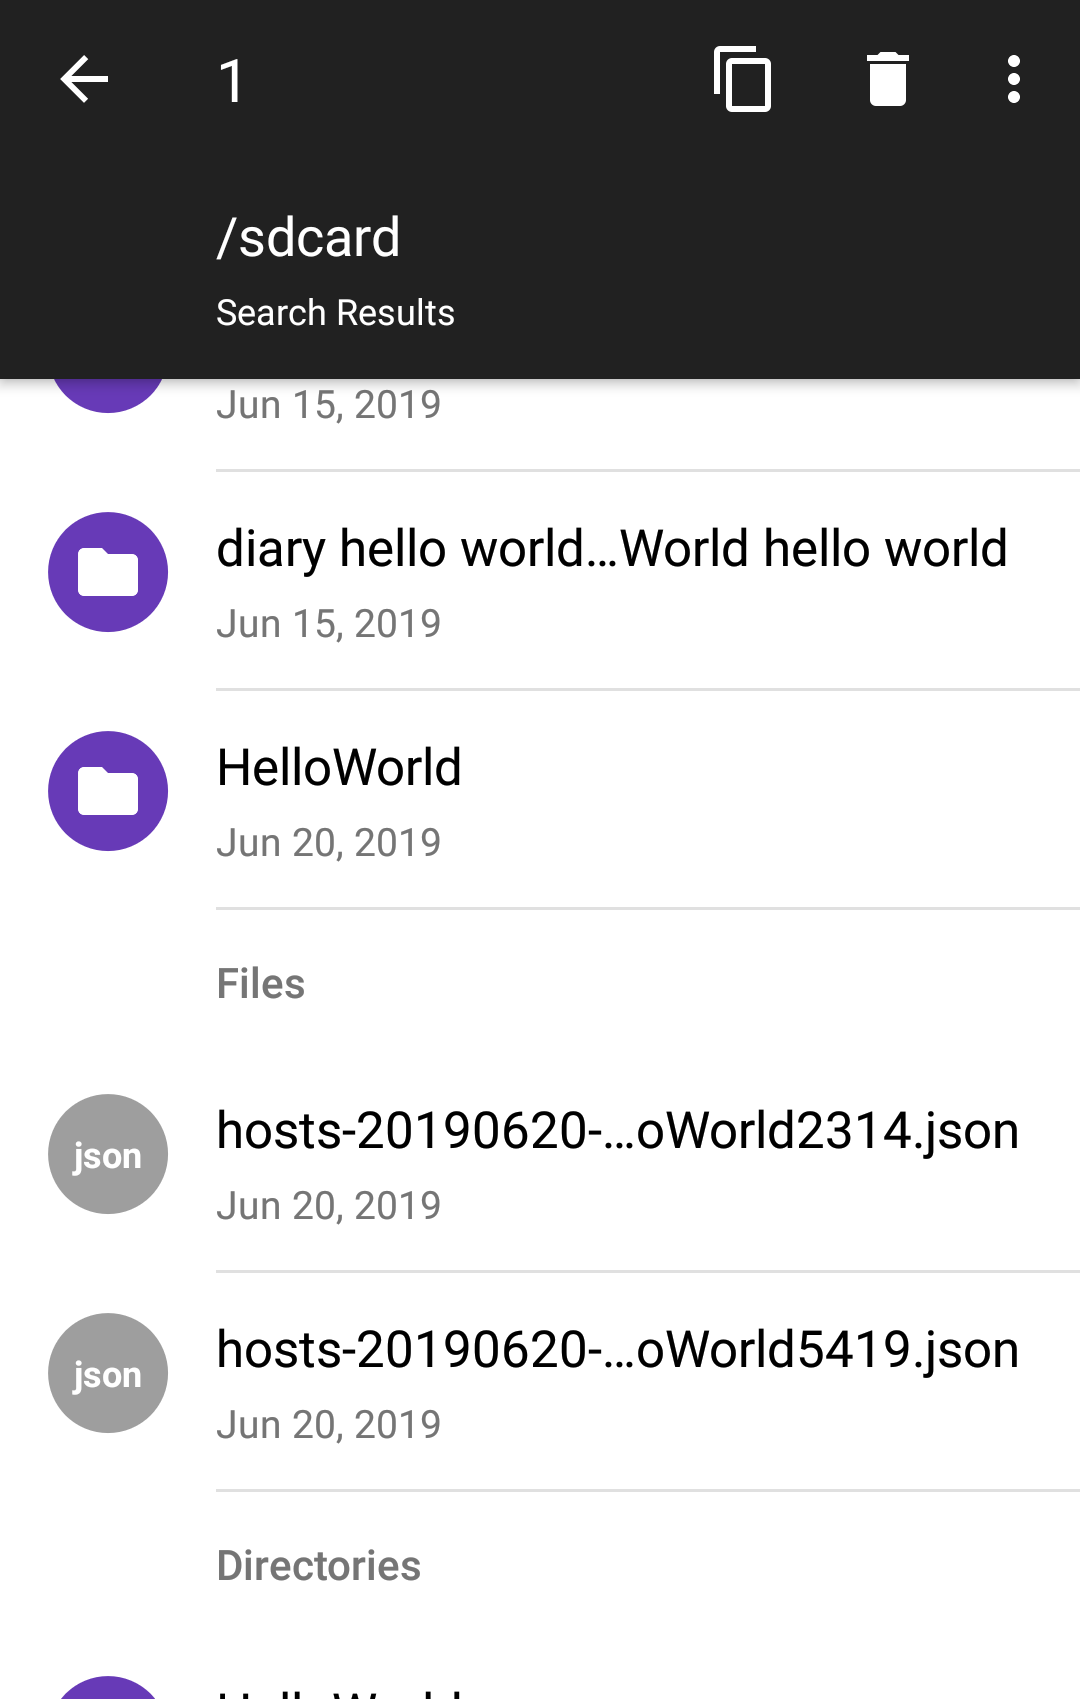 1
/sdcard
Search Results
Jun 15, 2019
diary hello world...World hello world
Jun 15, 2019
HelloWorld
Jun 20, 2019
Files
json
hosts-20190620-...oWorld2314.json
Jun 20, 2019
json
hosts-20190620-...oWorld5419.json
Jun 20, 2019
Directories